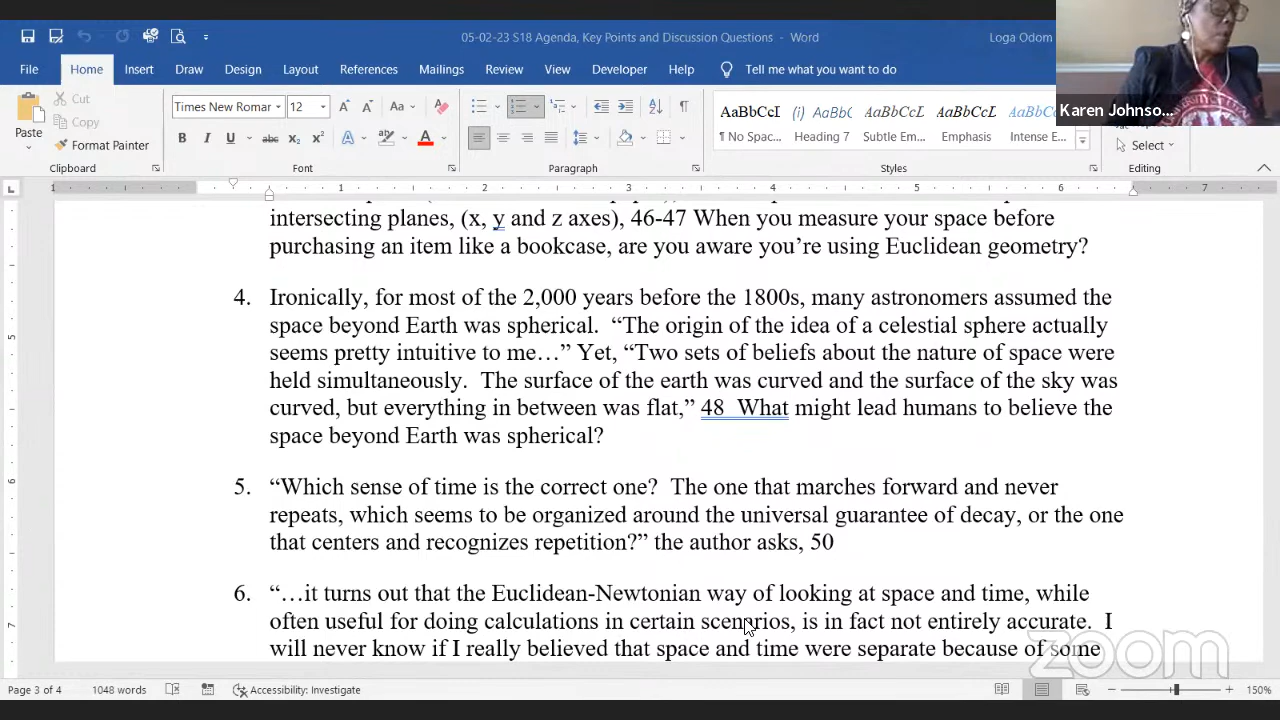 05-02-23 S18 Agenda, Key Points and Discussion Questions - Word
Loga Odom
File Home Insert Draw Design Layout References Mailings Review View Developer Help Tell me what you want to do
Cut
Copy
Format Painter
Paste
Times New Romar 12
AaBbCcI (i) AaBbC AaBbCcL AaBbCcL AaBbCcL
¶ No Spac... Heading 7 Subtle Em... Emphasis Intense E...
Select
Clipboard Font Paragraph Styles Editing
Karen Johnso...
1 1 2 3 4 5 6 7
intersecting planes, (x, y and z axes), 46-47 When you measure your space before
purchasing an item like a bookcase, are you aware you’re using Euclidean geometry?
4. Ironically, for most of the 2,000 years before the 1800s, many astronomers assumed the
space beyond Earth was spherical. “The origin of the idea of a celestial sphere actually
seems pretty intuitive to me…” Yet, “Two sets of beliefs about the nature of space were
held simultaneously. The surface of the earth was curved and the surface of the sky was
curved, but everything in between was flat,” 48 What might lead humans to believe the
space beyond Earth was spherical?
5. “Which sense of time is the correct one? The one that marches forward and never
repeats, which seems to be organized around the universal guarantee of decay, or the one
that centers and recognizes repetition?” the author asks, 50
6. “…it turns out that the Euclidean-Newtonian way of looking at space and time, while
often useful for doing calculations in certain scenarios, is in fact not entirely accurate. I
will never know if I really believed that space and time were separate because of some
zoom
Page 3 of 4 1048 words Accessibility: Investigate 150%